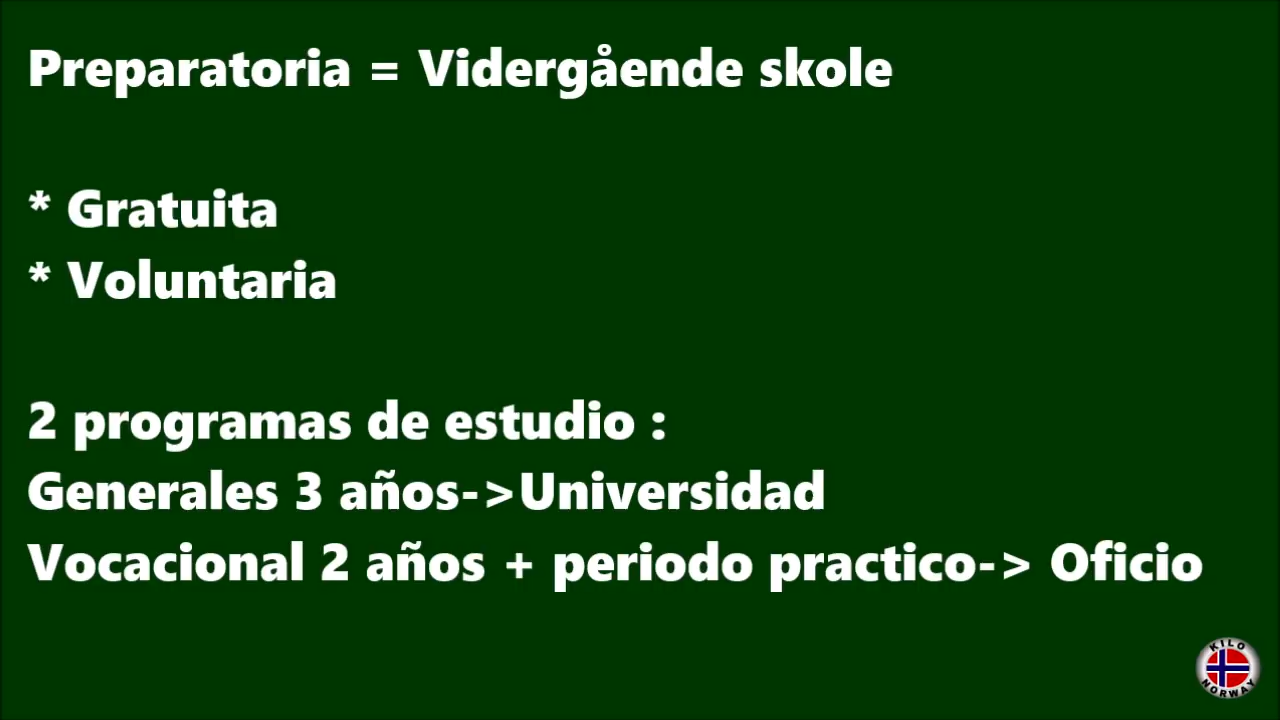 Preparatoria = Vidergående skole
* Gratuita
* Voluntaria
2 programas de estudio :
Generales 3 años->Universidad
Vocacional 2 años + periodo practico-> Oficio
KILO
NORWAY